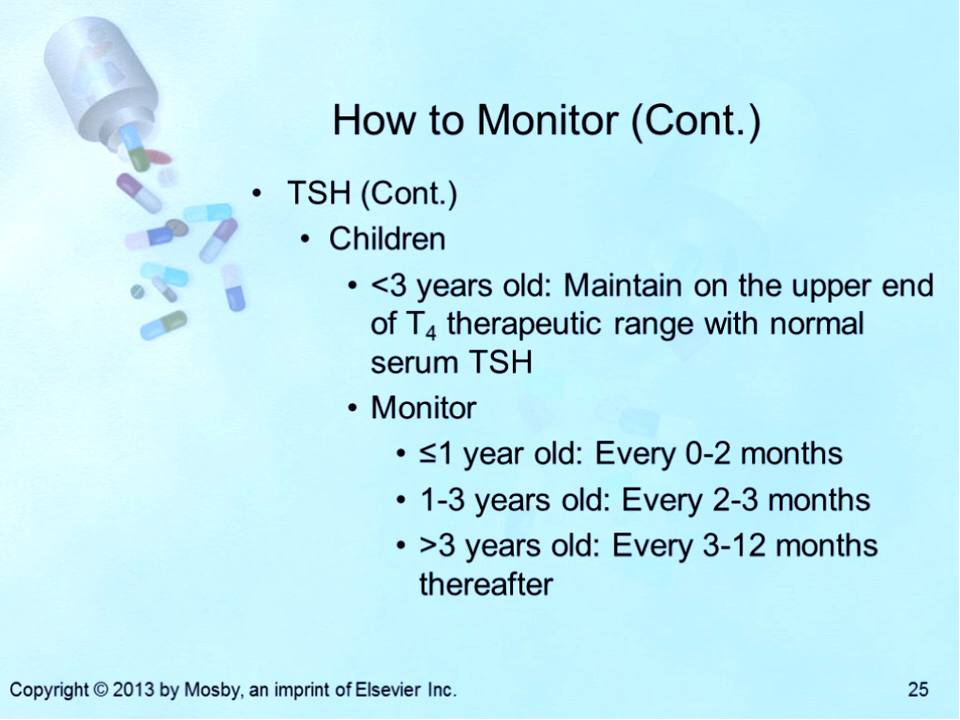 How to Monitor (Cont.)
• TSH (Cont.)
• Children
• <3 years old: Maintain on the upper end
of T₄ therapeutic range with normal
serum TSH
• Monitor
• ≤1 year old: Every 0-2 months
• 1-3 years old: Every 2-3 months
• >3 years old: Every 3-12 months
thereafter
Copyright © 2013 by Mosby, an imprint of Elsevier Inc.
25